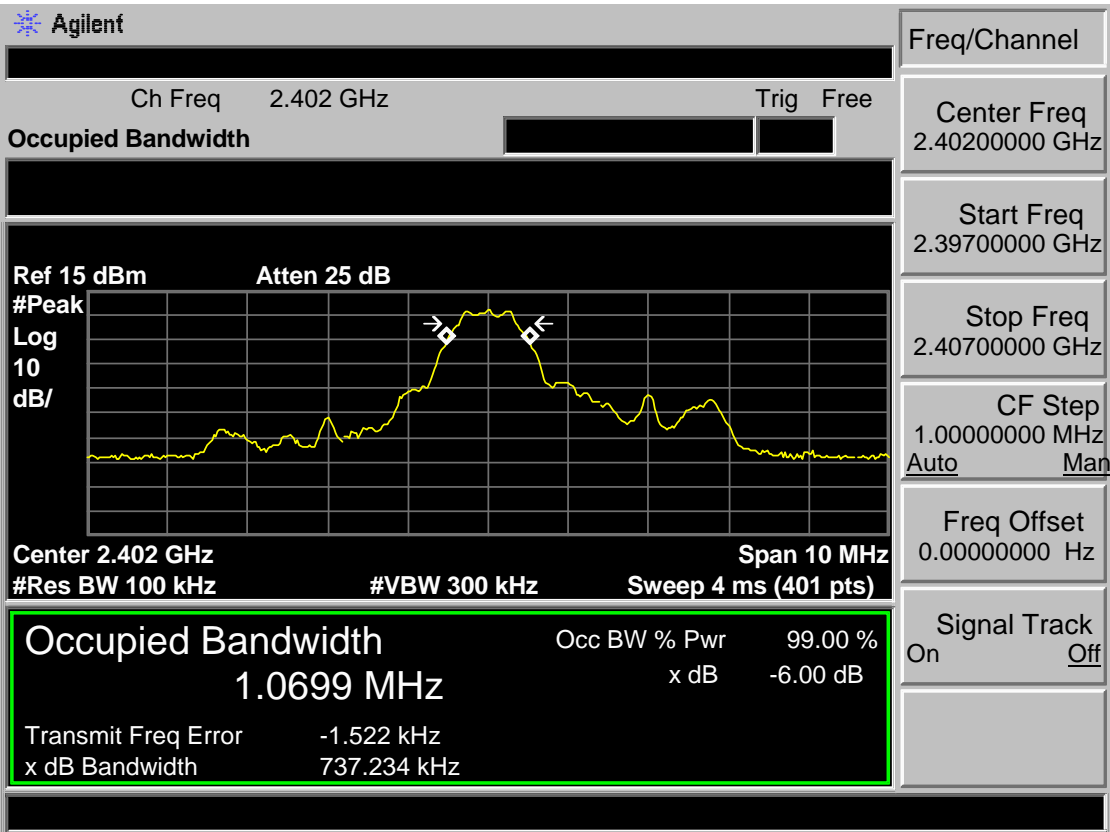 Agilent
Freq/Channel
Ch Freq 2.402 GHz Trig Free
Occupied Bandwidth
Center Freq
2.40200000 GHz
Start Freq
2.39700000 GHz
Stop Freq
2.40700000 GHz
CF Step
1.00000000 MHz
Auto Man
Freq Offset
0.00000000 Hz
Signal Track
On Off
Ref 15 dBm Atten 25 dB
#Peak
Log
10
dB/
Center 2.402 GHz Span 10 MHz
#Res BW 100 kHz #VBW 300 kHz Sweep 4 ms (401 pts)
Occupied Bandwidth
1.0699 MHz
Occ BW % Pwr 99.00 %
x dB -6.00 dB
Transmit Freq Error -1.522 kHz
x dB Bandwidth 737.234 kHz